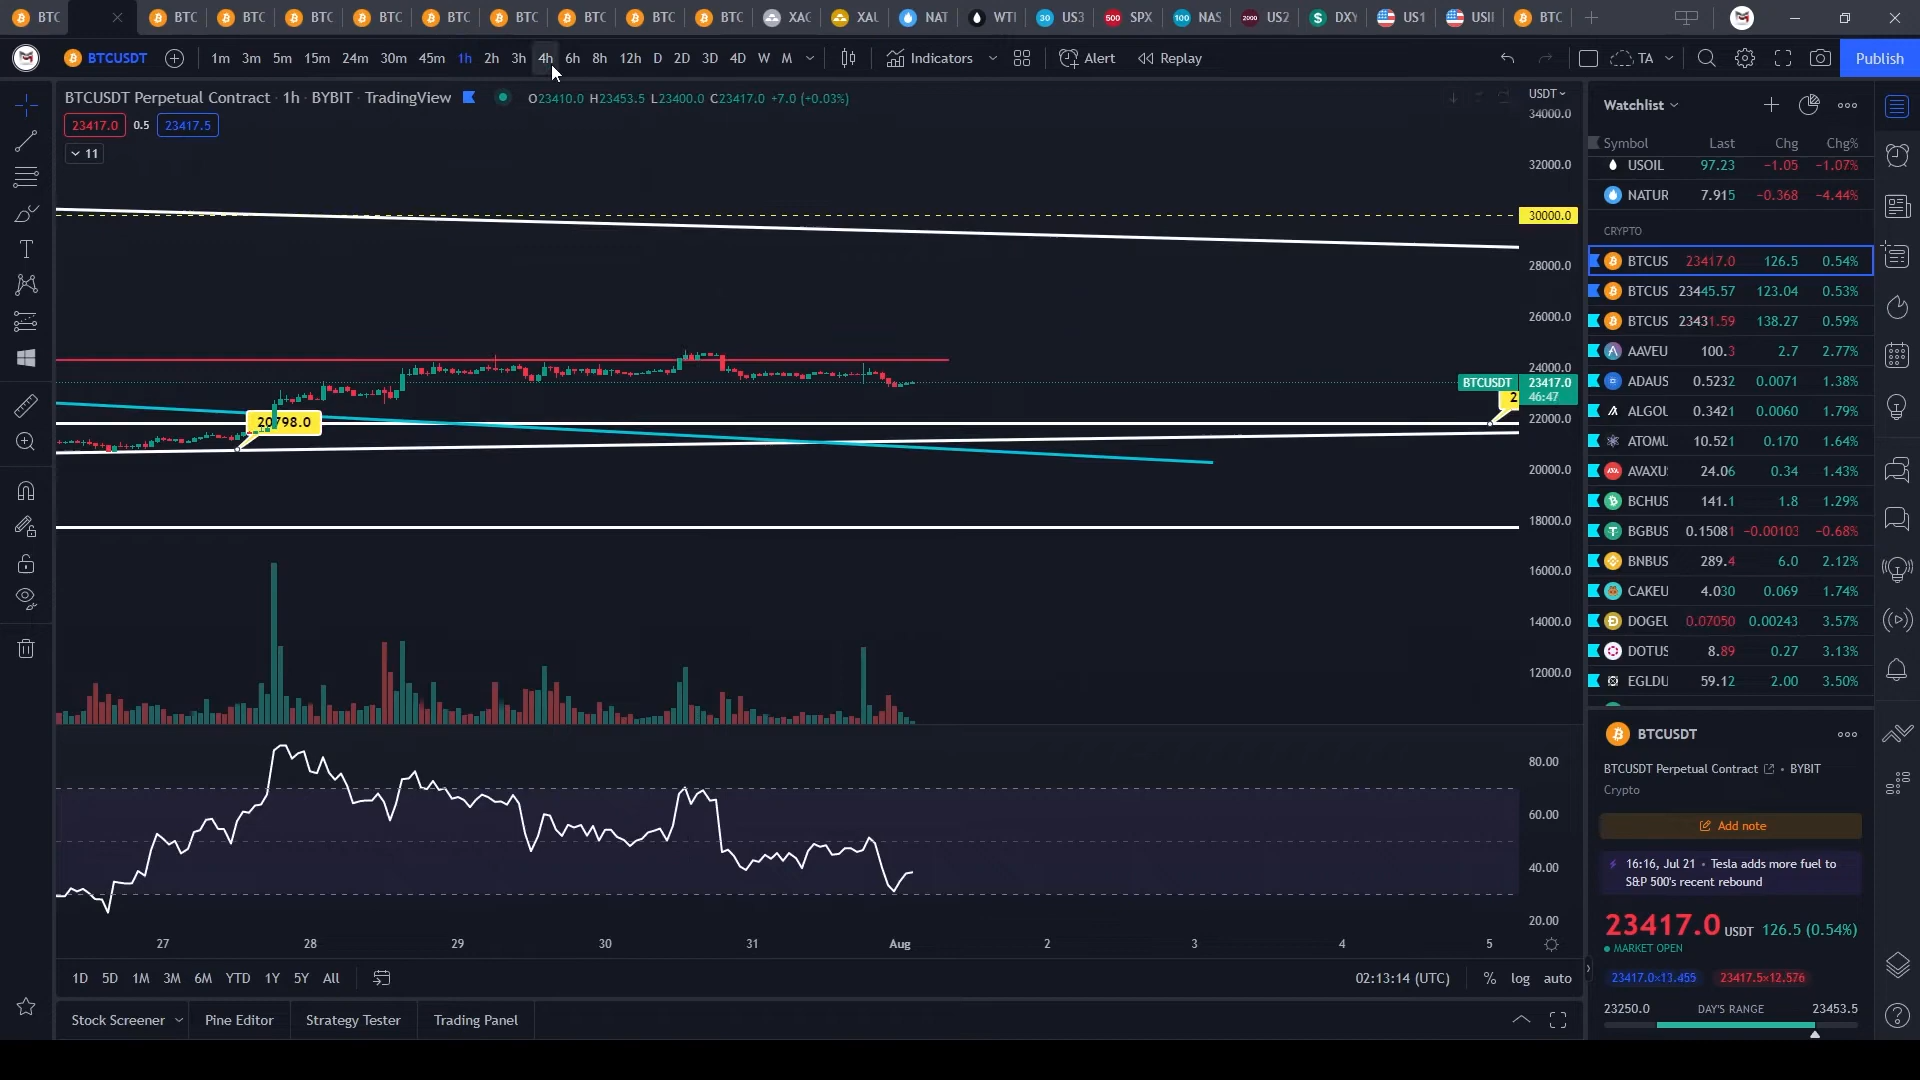 BTC
BTC
BTC
BTC
BTC
BTC
BTC
BTC
BTC
BTC
XAG
XAU
NAT
WTI
30 US3
500 SPX
100 NAS
2000 US2
DXY
US1
BTC
BTCUSDT
1m 3m 5m 15m 24m 30m 45m 1h 2h 3h 4h 6h 8h 12h D 2D 3D 4D W M
Indicators
Alert
Replay
TA
Publish
BTCUSDT Perpetual Contract · 1h · BYBIT · TradingView
O23410.0 H23453.5 L23400.0 C23417.0 +7.0 (+0.03%)
23417.0 0.5 23417.5
11
USDT
34000.0
32000.0
30000.0
28000.0
26000.0
24000.0
BTCUSDT 23417.0
46:47
2
22000.0
20798.0
20000.0
18000.0
16000.0
14000.0
12000.0
80.00
60.00
40.00
20.00
27 28 29 30 31 Aug 2 3 4 5
1D 5D 1M 3M 6M YTD 1Y 5Y All
02:13:14 (UTC)
% log auto
Stock Screener
Pine Editor
Strategy Tester
Trading Panel
Watchlist
Symbol Last Chg Chg%
USOIL 97.23 −1.05 −1.07%
NATUR 7.915 −0.368 −4.44%
CRYPTO
BTCUS 23417.0 126.5 0.54%
BTCUS 23445.57 123.04 0.53%
BTCUS 23431.59 138.27 0.59%
AAVEU 100.3 2.7 2.77%
ADAUS 0.5232 0.0071 1.38%
ALGOU 0.3421 0.0060 1.79%
ATOMU 10.521 0.170 1.64%
AVAXU 24.06 0.34 1.43%
BCHUS 141.1 1.8 1.29%
BGBUS 0.15081 −0.00103 −0.68%
BNBUS 289.4 6.0 2.12%
CAKEU 4.030 0.069 1.74%
DOGEU 0.07050 0.00243 3.57%
DOTUS 8.89 0.27 3.13%
EGLDU 59.12 2.00 3.50%
BTCUSDT
BTCUSDT Perpetual Contract • BYBIT
Crypto
Add note
16:16, Jul 21 • Tesla adds more fuel to
S&P 500's recent rebound
23417.0 USDT 126.5 (0.54%)
MARKET OPEN
23417.0×13.455 23417.5×12.576
23250.0 DAY'S RANGE 23453.5